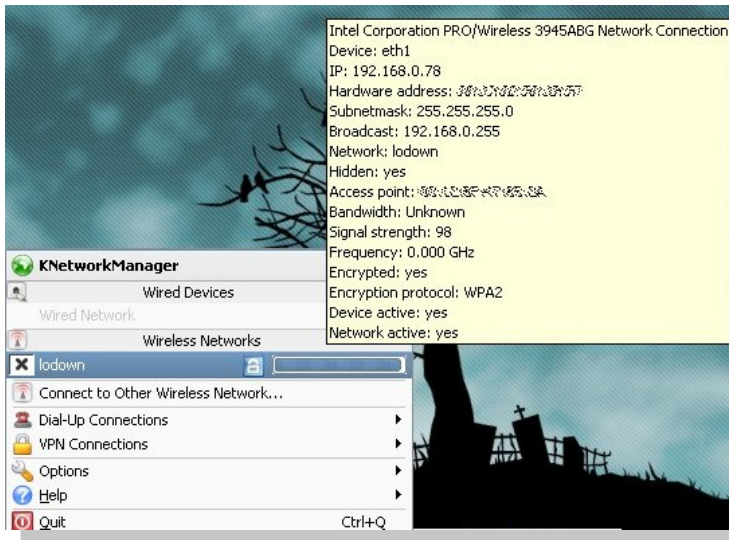 Intel Corporation PRO/Wireless 3945ABG Network Connection
Device: eth1
IP: 192.168.0.78
Hardware address:
Subnetmask: 255.255.255.0
Broadcast: 192.168.0.255
Network: lodown
Hidden: yes
Access point:
Bandwidth: Unknown
Signal strength: 98
Frequency: 0.000 GHz
Encrypted: yes
Encryption protocol: WPA2
Device active: yes
Network active: yes
KNetworkManager
Wired Devices
Wired Network
Wireless Networks
lodown
Connect to Other Wireless Network...
Dial-Up Connections
VPN Connections
Options
Help
Quit Ctrl+Q